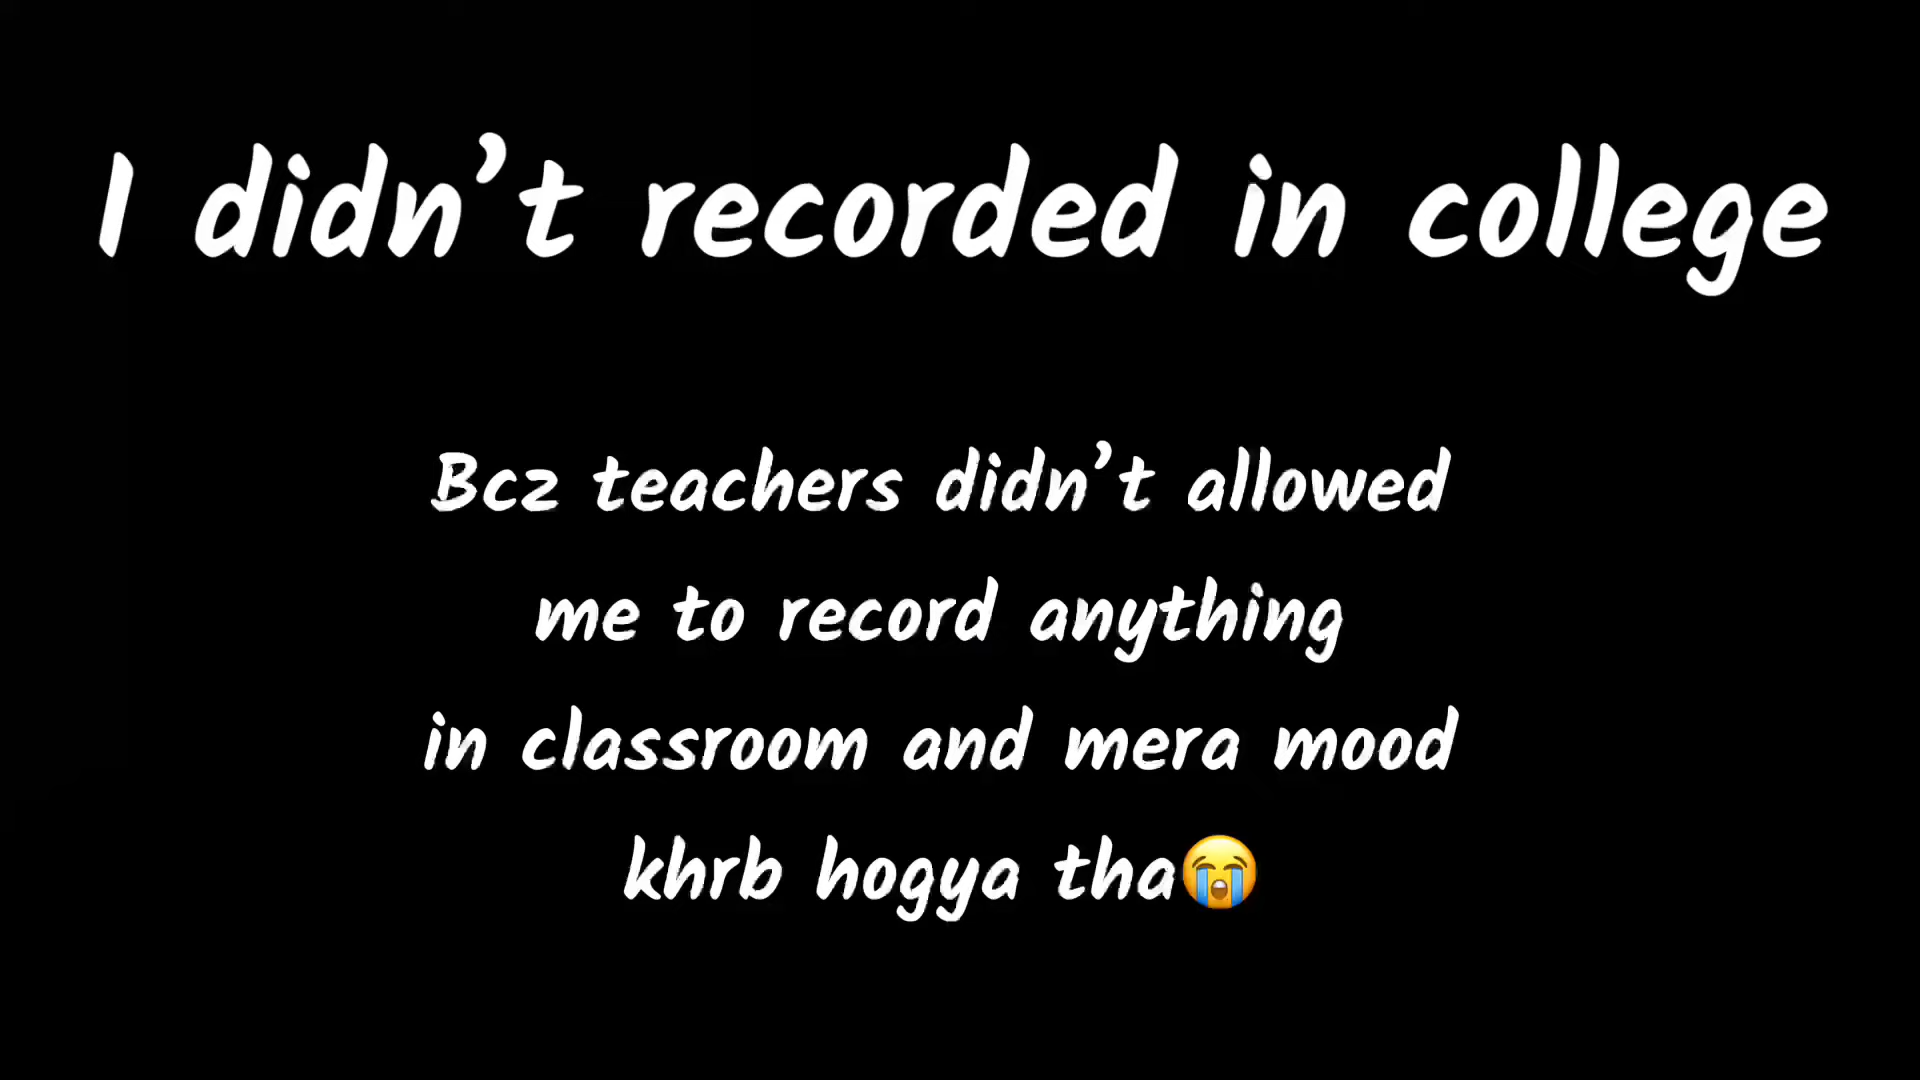 I didn’t recorded in college
Bcz teachers didn’t allowed
me to record anything
in classroom and mera mood
khrb hogya tha😭